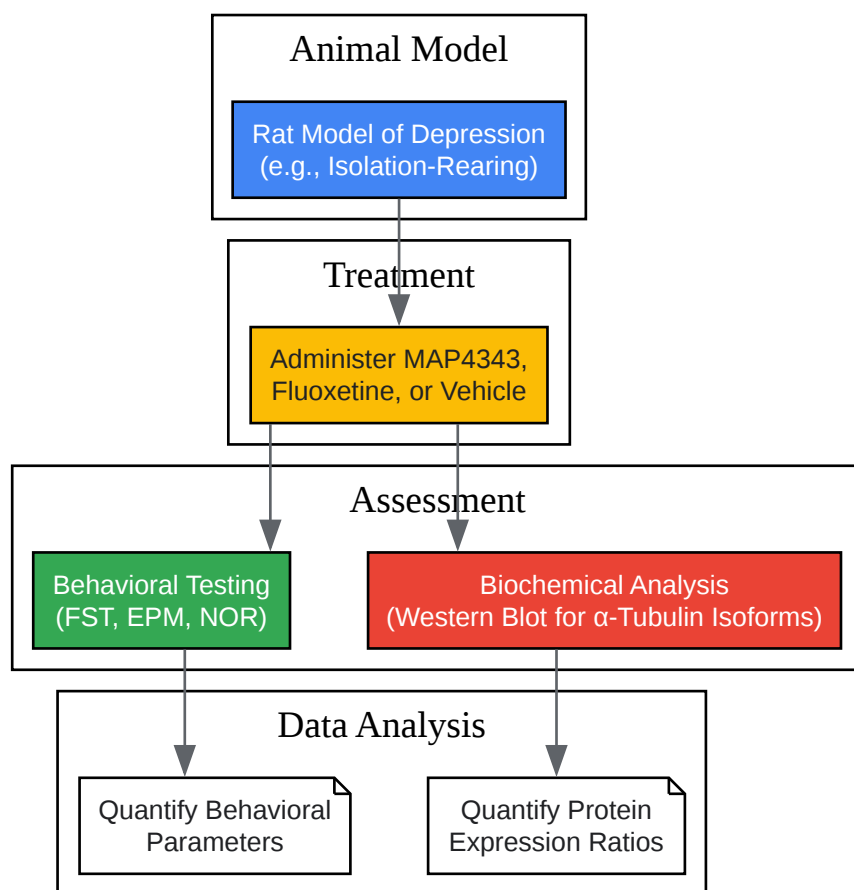 Animal Model
Rat Model of Depression
(e.g., Isolation-Rearing)
Treatment
Administer MAP4343,
Fluoxetine, or Vehicle
Assessment
Behavioral Testing
(FST, EPM, NOR)
Biochemical Analysis
(Western Blot for α-Tubulin Isoforms)
Data Analysis
Quantify Behavioral
Parameters
Quantify Protein
Expression Ratios